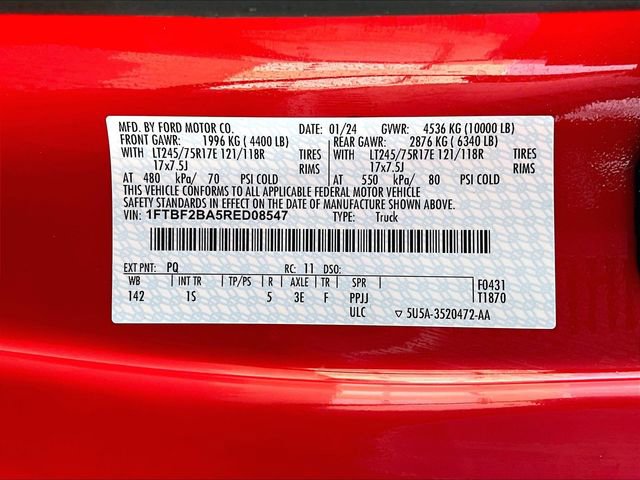 MFD. BY FORD MOTOR CO. DATE: 01/24 GVWR: 4536 KG (10000 LB)
FRONT GAWR: 1996 KG (4400 LB) REAR GAWR: 2876 KG (6340 LB)
WITH LT245/75R17E 121/118R TIRES WITH LT245/75R17E 121/118R TIRES
17x7.5J RIMS 17x7.5J RIMS
AT 480 kPa/ 70 PSI COLD AT 550 kPa/ 80 PSI COLD
THIS VEHICLE CONFORMS TO ALL APPLICABLE FEDERAL MOTOR VEHICLE
SAFETY STANDARDS IN EFFECT ON THE DATE OF MANUFACTURE SHOWN ABOVE.
VIN: 1FTBF2BA5RED08547 TYPE: Truck
EXT PNT: PQ RC: 11 DSO:
WB INT TR TP/PS R AXLE TR SPR F0431
142 1S 5 3E F PPJJ T1870
ULC ▽ 5U5A-3520472-AA